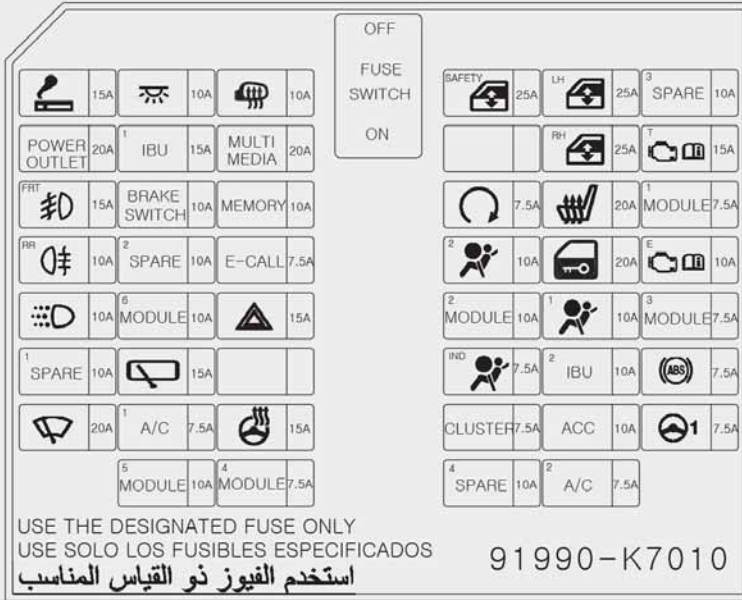 OFF
FUSE
SWITCH
ON
15A 10A 10A
SAFETY 25A LH 25A 3 SPARE 10A
POWER OUTLET 20A 1 IBU 15A MULTI MEDIA 20A
RH 25A T 15A
FRT 15A BRAKE SWITCH 10A MEMORY 10A
7.5A 20A 1 MODULE 7.5A
RR 10A 2 SPARE 10A E-CALL 7.5A
2 10A 20A E 10A
10A 6 MODULE 10A 15A
2 MODULE 10A 1 10A 3 MODULE 7.5A
1 SPARE 10A 15A
IND 7.5A 2 IBU 10A (ABS) 7.5A
20A 1 A/C 7.5A 15A
CLUSTER 7.5A ACC 10A 1 7.5A
5 MODULE 10A 4 MODULE 7.5A
4 SPARE 10A 2 A/C 7.5A
USE THE DESIGNATED FUSE ONLY
USE SOLO LOS FUSIBLES ESPECIFICADOS
استخدم الفيوز ذو القياس المناسب
91990-K7010